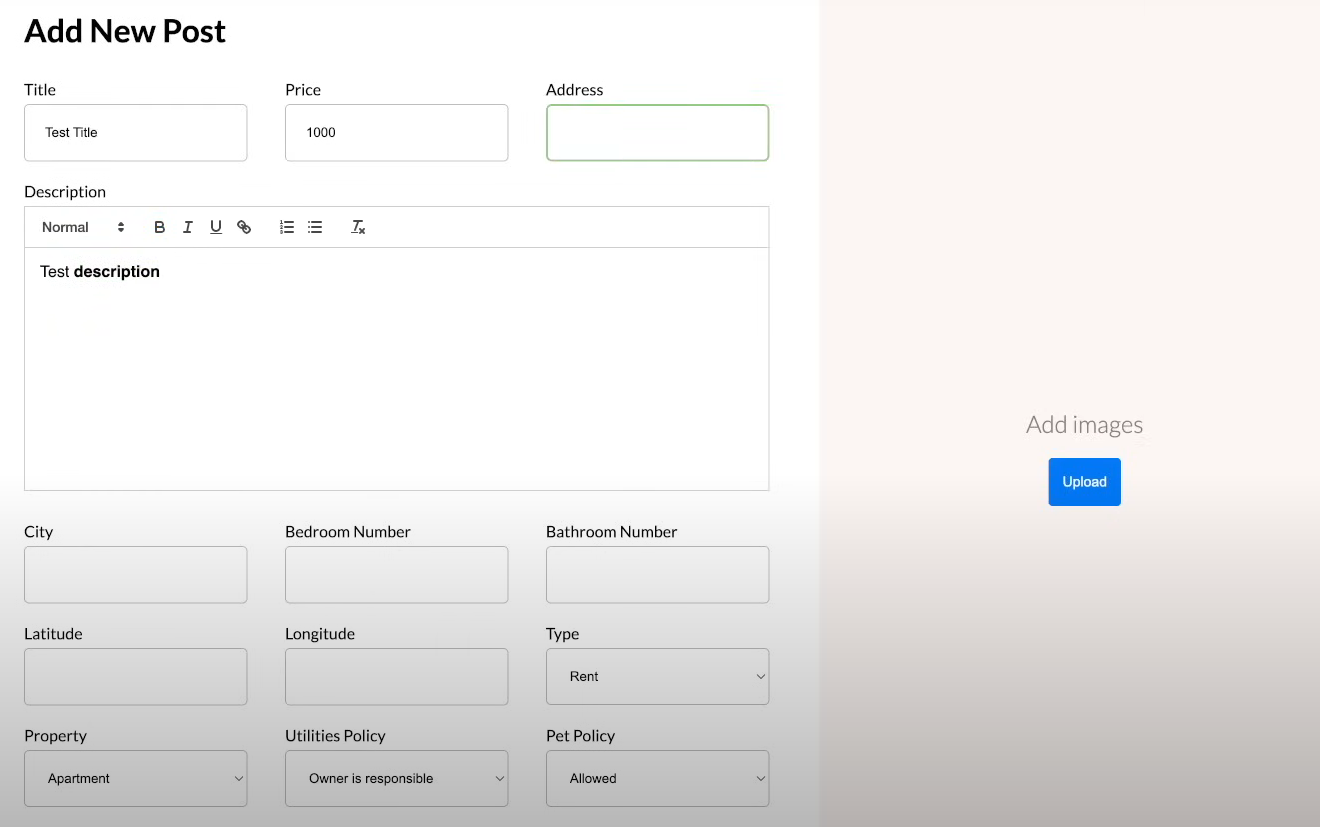 Add New Post
Title Price Address
Test Title 1000
Description
Normal B I U Tx
Test description
Add images
Upload
City Bedroom Number Bathroom Number
Latitude Longitude Type
Rent
Property Utilities Policy Pet Policy
Apartment Owner is responsible Allowed